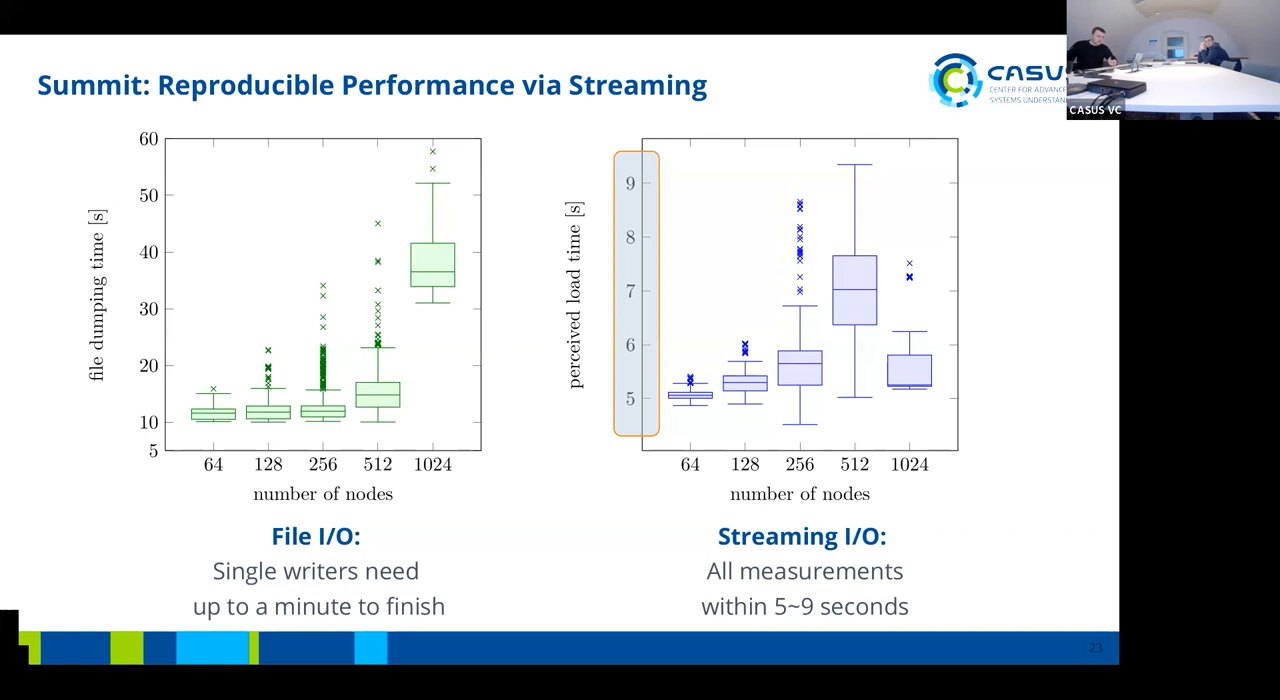 Summit: Reproducible Performance via Streaming
CASUS
CENTER FOR ADVANCE
SYSTEMS UNDERSTAN
CASUS VC
60
50
40
30
20
10
5
file dumping time [s]
64 128 256 512 1024
number of nodes
9
8
7
6
5
perceived load time [s]
64 128 256 512 1024
number of nodes
File I/O:
Single writers need
up to a minute to finish
Streaming I/O:
All measurements
within 5~9 seconds
23